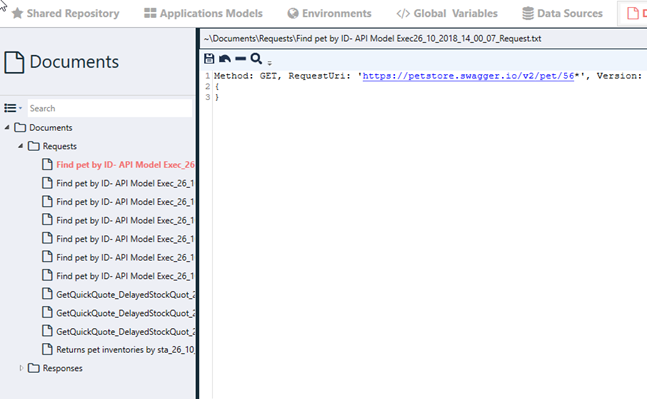 Shared Repository Applications Models Environments Global Variables Data Sources D
~\Documents\Requests\Find pet by ID- API Model Exec26_10_2018_14_00_07_Request.txt
Documents
Search
Documents
Requests
Find pet by ID- API Model Exec_26
Find pet by ID- API Model Exec_26_1
Find pet by ID- API Model Exec_26_1
Find pet by ID- API Model Exec_26_1
Find pet by ID- API Model Exec_26_1
Find pet by ID- API Model Exec_26_1
Find pet by ID- API Model Exec_26_1
GetQuickQuote_DelayedStockQuot_2
GetQuickQuote_DelayedStockQuot_2
GetQuickQuote_DelayedStockQuot_2
Returns pet inventories by sta_26_10_
Responses
1 Method: GET, RequestUri: 'https://petstore.swagger.io/v2/pet/56*', Version:
2 {
3 }